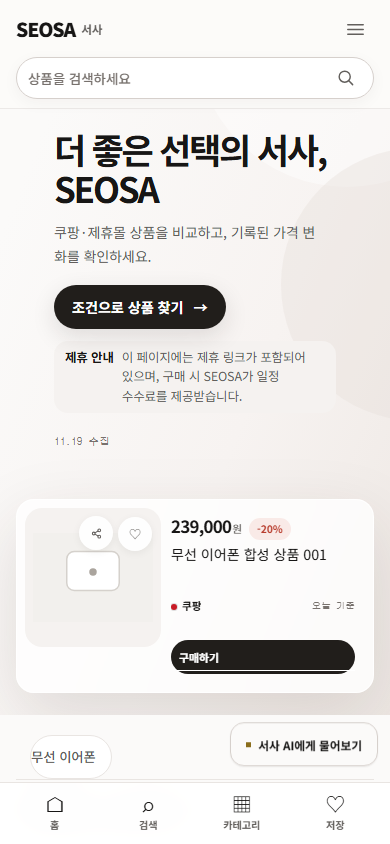 SEOSA 서사
상품을 검색하세요
더 좋은 선택의 서사,
SEOSA
쿠팡·제휴몰 상품을 비교하고, 기록된 가격 변
화를 확인하세요.
조건으로 상품 찾기 →
제휴 안내 이 페이지에는 제휴 링크가 포함되어
있으며, 구매 시 SEOSA가 일정
수수료를 제공받습니다.
11.19 수집
239,000원 -20%
무선 이어폰 합성 상품 001
쿠팡 오늘 기준
구매하기
서사 AI에게 물어보기
무선 이어폰
홈 검색 카테고리 저장